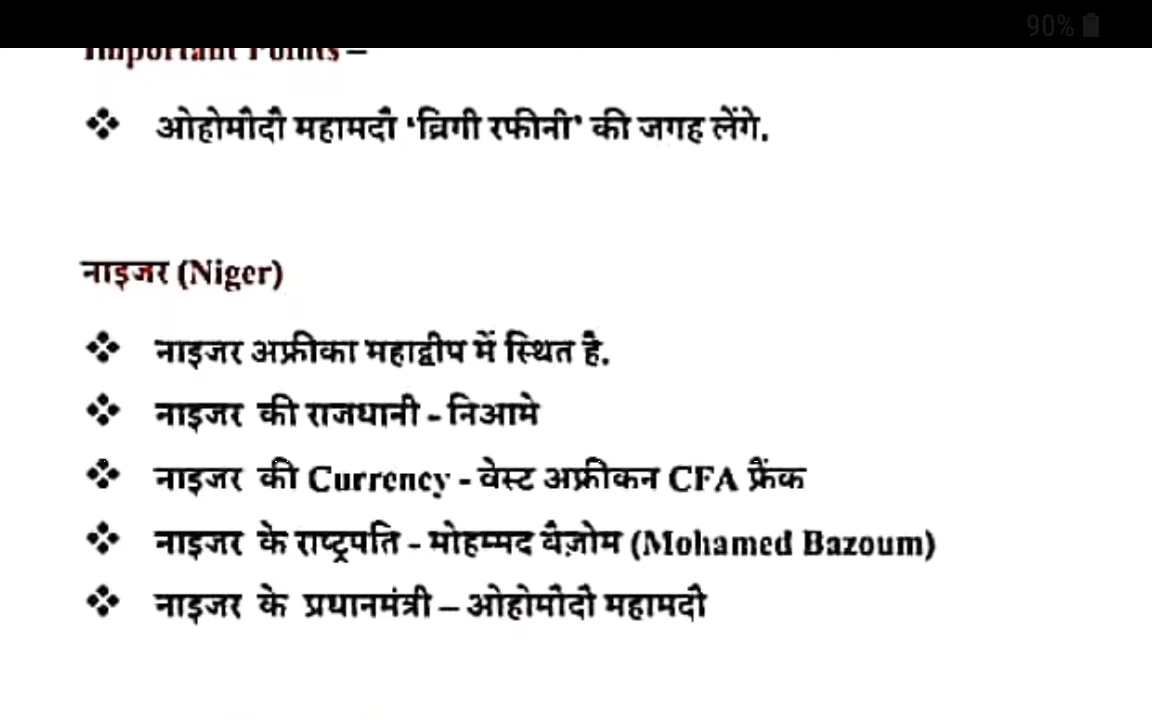 90%
Important Points –
❖ ओहोमौदौ महामदौ ‘ब्रिगी रफीनी’ की जगह लेंगे.
नाइजर (Niger)
❖ नाइजर अफ्रीका महाद्वीप में स्थित है.
❖ नाइजर की राजधानी - निआमे
❖ नाइजर की Currency - वेस्ट अफ्रीकन CFA फ्रैंक
❖ नाइजर के राष्ट्रपति - मोहम्मद बैज़ोम (Mohamed Bazoum)
❖ नाइजर के प्रधानमंत्री – ओहोमौदौ महामदौ